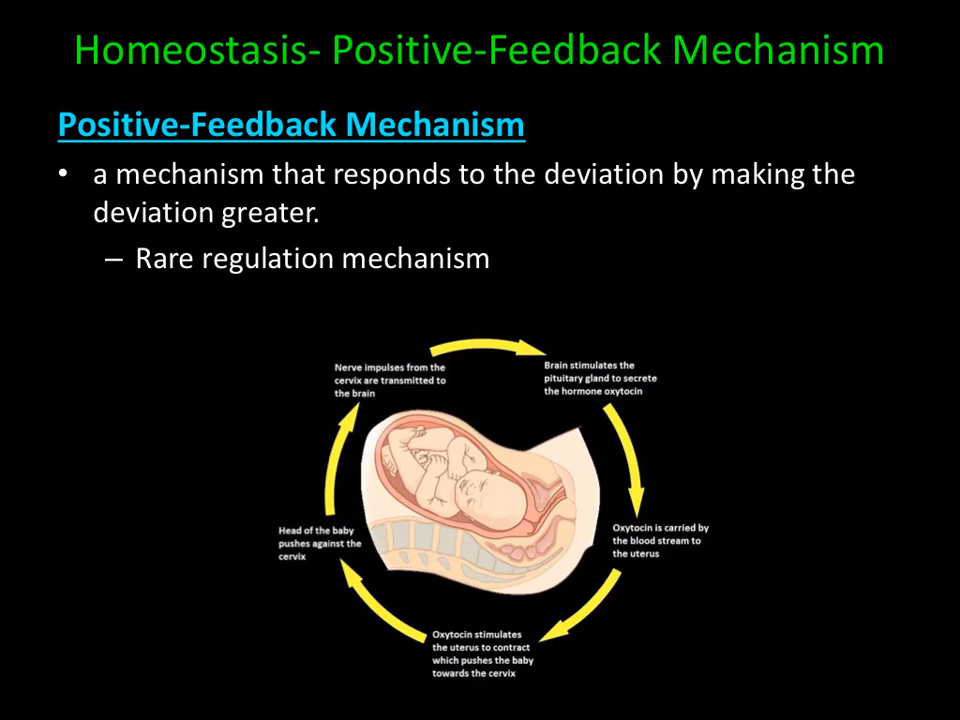 Homeostasis- Positive-Feedback Mechanism
Positive-Feedback Mechanism
• a mechanism that responds to the deviation by making the
deviation greater.
– Rare regulation mechanism
Nerve impulses from the
cervix are transmitted to
the brain
Brain stimulates the
pituitary gland to secrete
the hormone oxytocin
Oxytocin is carried by
the blood stream to
the uterus
Oxytocin stimulates
the uterus to contract
which pushes the baby
towards the cervix
Head of the baby
pushes against the
cervix